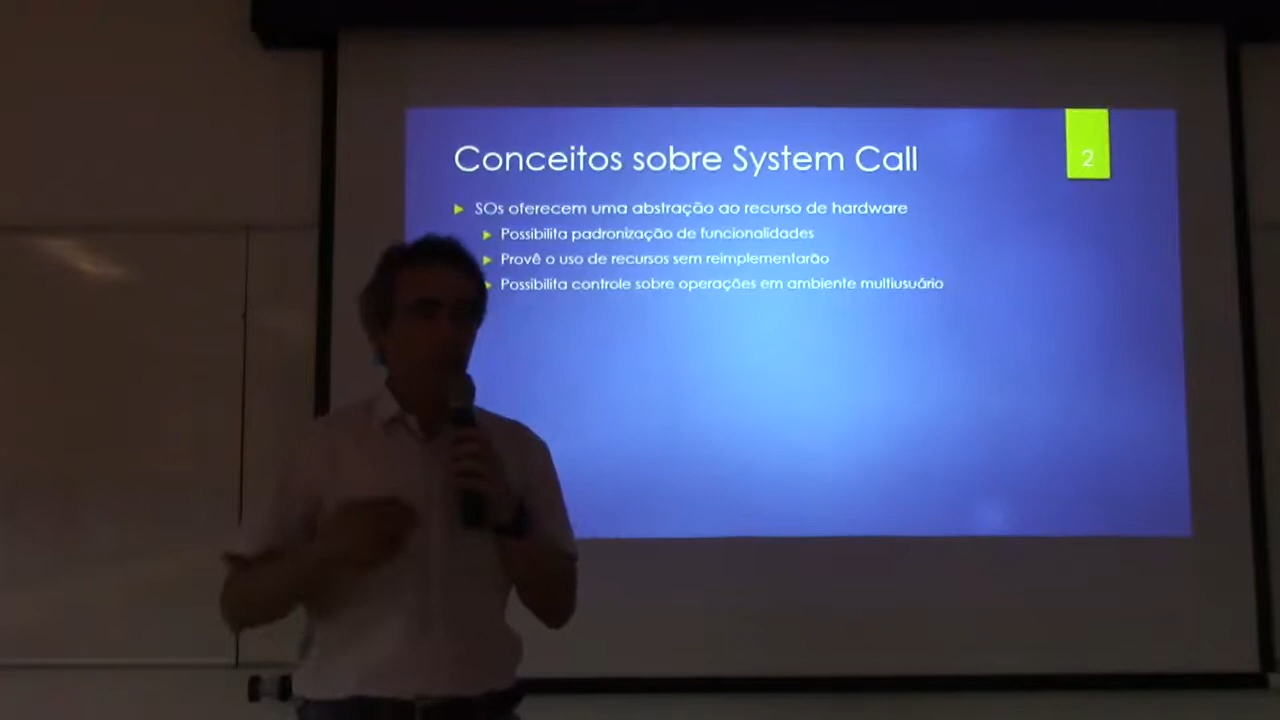 Conceitos sobre System Call
2
SOs oferecem uma abstração ao recurso de hardware
Possibilita padronização de funcionalidades
Provê o uso de recursos sem reimplementarão
Possibilita controle sobre operações em ambiente multiusuário